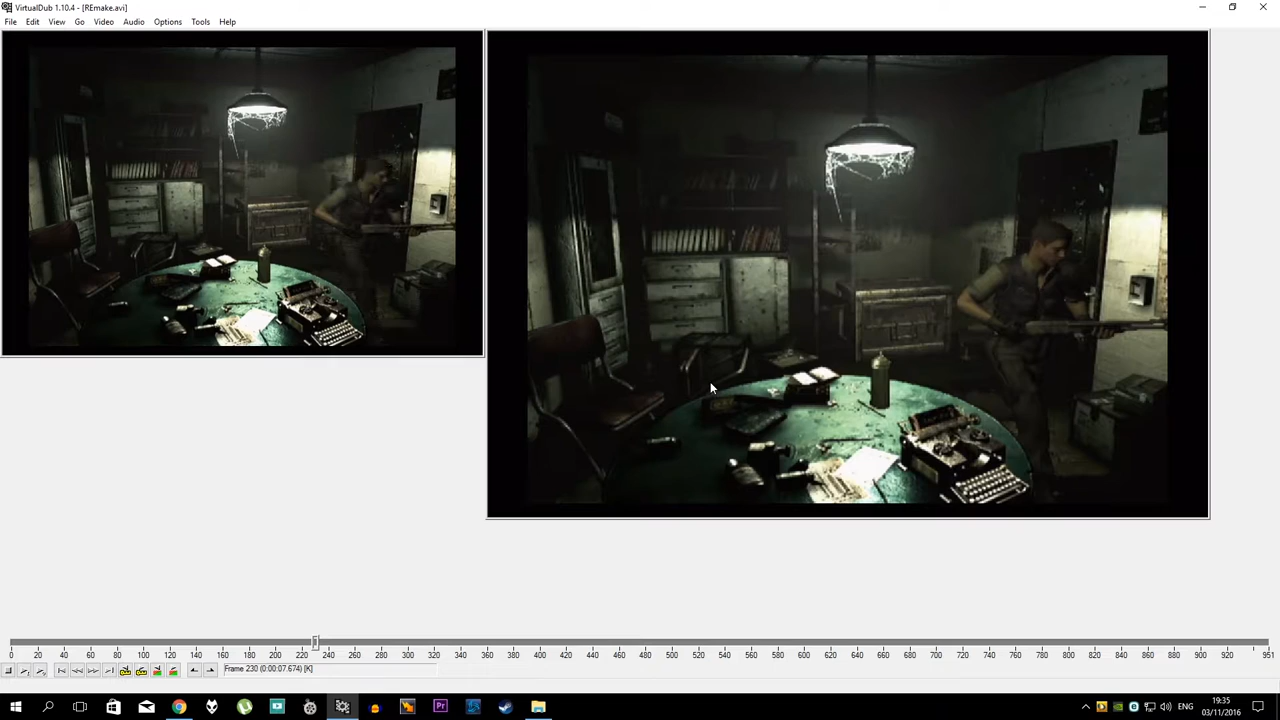 VirtualDub 1.10.4 - [REmake.avi]
File Edit View Go Video Audio Options Tools Help
0 20 40 60 80 100 120 140 160 180 200 220 240 260 280 300 320 340 360 380 400 420 440 460 480 500 520 540 560 580 600 620 640 660 680 700 720 740 760 780 800 820 840 860 880 900 920 951
Frame 230 (0:00:07.674) [K]
Pr
ENG
19:35
03/11/2016